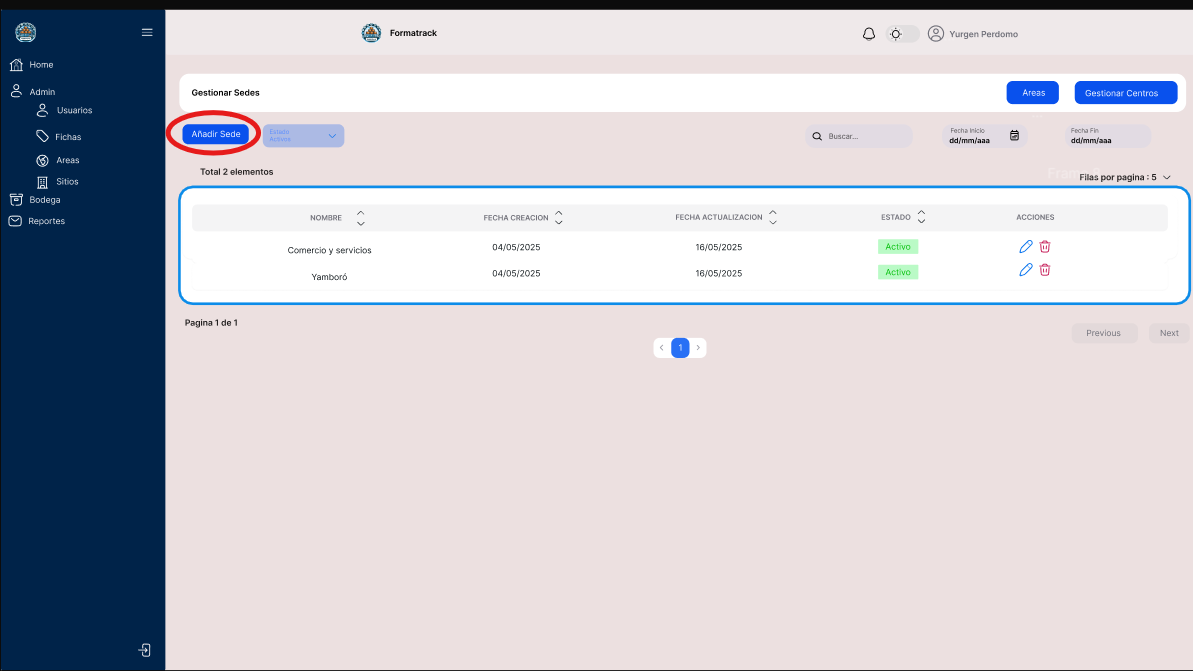 Formatrack
Yurgen Perdomo
Home
Admin
Usuarios
Fichas
Areas
Sitios
Bodega
Reportes
Gestionar Sedes
Areas
Gestionar Centros
Añadir Sede
Estado
Activos
Buscar...
Fecha Inicio
dd/mm/aaa
Fecha Fin
dd/mm/aaa
Total 2 elementos
Filas por pagina : 5
NOMBRE FECHA CREACION FECHA ACTUALIZACION ESTADO ACCIONES
Comercio y servicios 04/05/2025 16/05/2025 Activo
Yamboró 04/05/2025 16/05/2025 Activo
Pagina 1 de 1
Previous Next
1